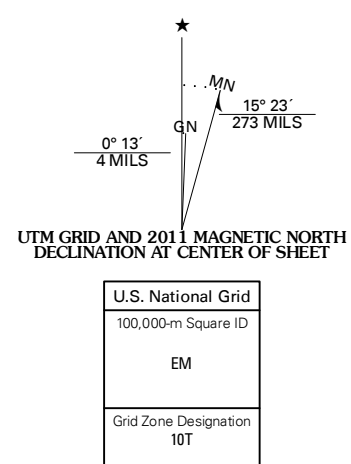 ★
MN
15° 23´
GN
273 MILS
0° 13´
4 MILS
UTM GRID AND 2011 MAGNETIC NORTH
DECLINATION AT CENTER OF SHEET
U.S. National Grid
100,000-m Square ID
EM
Grid Zone Designation
10T